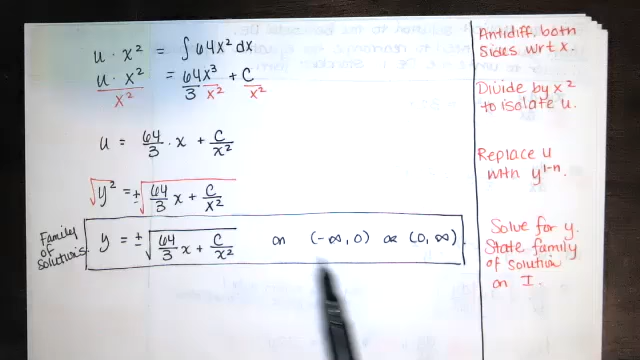 u · x² = ∫ 64x² dx
u · x² / x² = 64x³ / 3 x² + C / x²
u = 64/3 · x + C/x²
√y² = ±√(64/3 x + C/x²)
Family of Solutions: y = ±√(64/3 x + C/x²) on (-∞, 0) or (0, ∞)
Antidiff. both
sides wrt x.
Divide by x²
to isolate u.
Replace u
with y¹⁻ⁿ
Solve for y.
State family
of solution
on I.